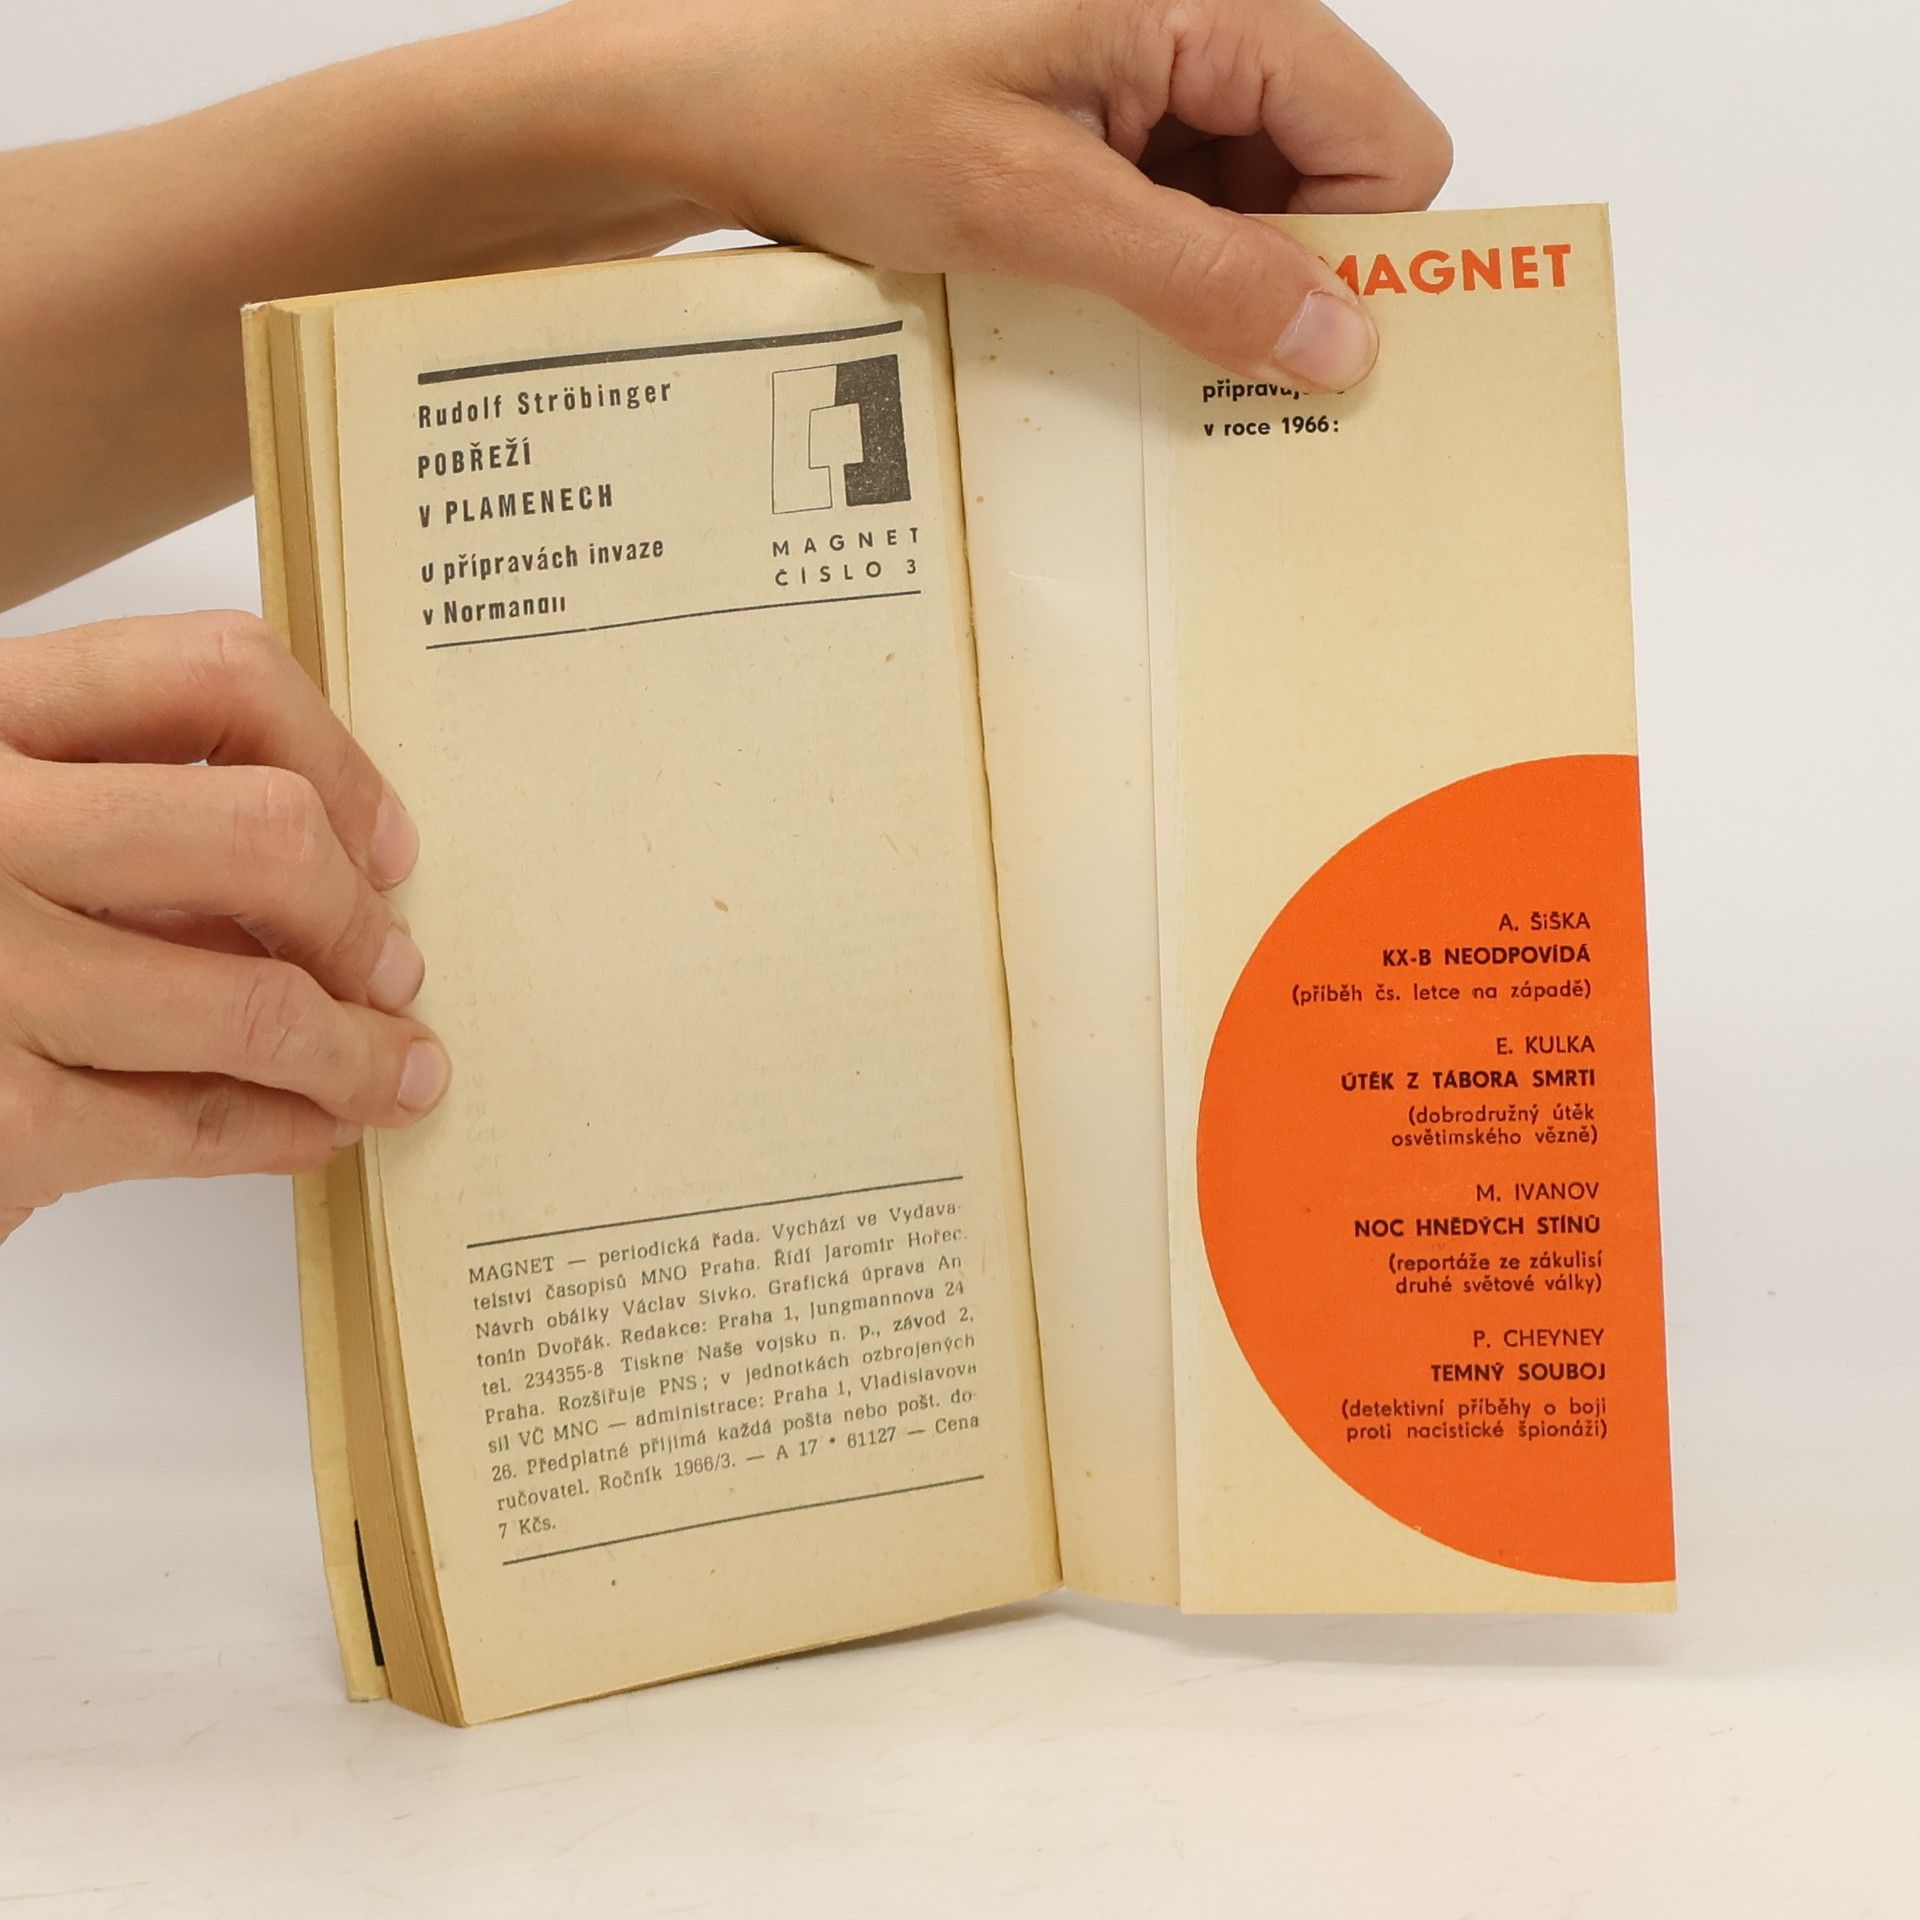 Rudolf Ströbinger
POBŘEŽÍ
V PLAMENECH
U přípravách invaze
v Normandii
MAGNET
ČÍSLO 3
MAGNET — periodická řada. Vychází ve Vydava-
telství časopisů MNO Praha. Řídí Jaromír Hořec.
Návrh obálky Václav Sivko. Grafická úprava An
tonín Dvořák. Redakce: Praha 1, Jungmannova 24
tel. 234355-8 Tiskne Naše vojsko n. p., závod 2,
Praha. Rozšiřuje PNS; v jednotkách ozbrojených
sil VČ MNO — administrace: Praha 1, Vladislavova
26. Předplatné přijímá každá pošta nebo pošt. do-
ručovatel. Ročník 1966/3. — A 17 * 61127 — Cena
7 Kčs.
MAGNET
v roce 1966:
A. ŠIŠKA
KX-B NEODPOVÍDÁ
(příběh čs. letce na západě)
E. KULKA
ÚTĚK Z TÁBORA SMRTI
(dobrodružný útěk
osvětimského vězně)
M. IVANOV
NOC HNĚDÝCH STÍNŮ
(reportáže ze zákulisí
druhé světové války)
P. CHEYNEY
TEMNÝ SOUBOJ
(detektivní příběhy o boji
proti nacistické špionáži)